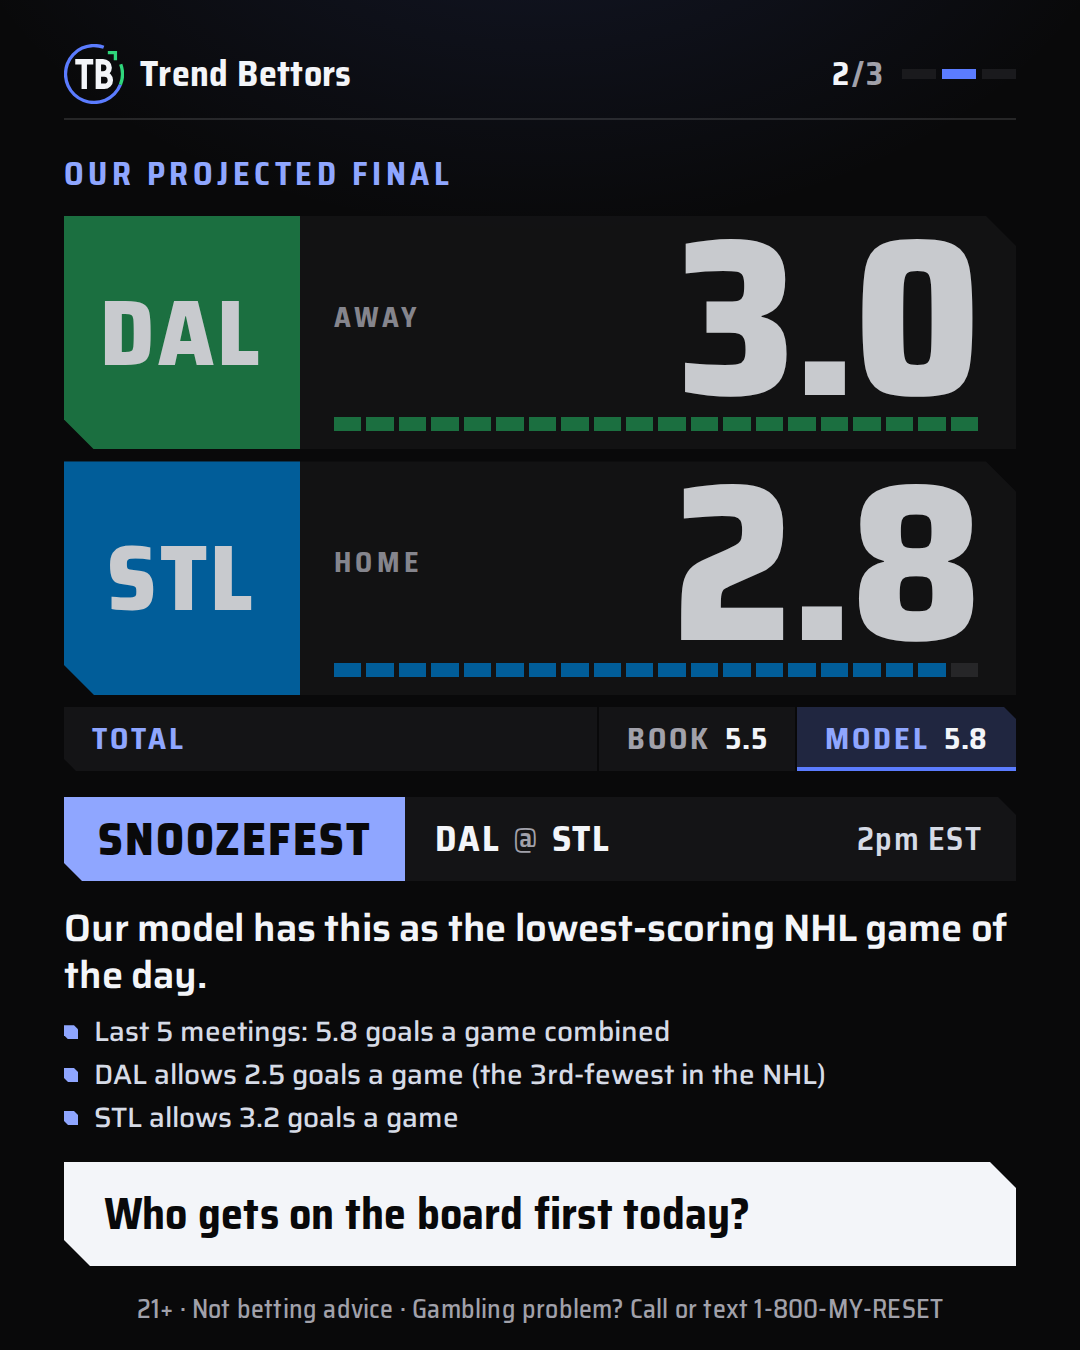 TB Trend Bettors 2/3
OUR PROJECTED FINAL
DAL AWAY 3.0
STL HOME 2.8
TOTAL BOOK 5.5 MODEL 5.8
SNOOZEFEST DAL @ STL 2pm EST
Our model has this as the lowest-scoring NHL game of
the day.
Last 5 meetings: 5.8 goals a game combined
DAL allows 2.5 goals a game (the 3rd-fewest in the NHL)
STL allows 3.2 goals a game
Who gets on the board first today?
21+ · Not betting advice · Gambling problem? Call or text 1-800-MY-RESET